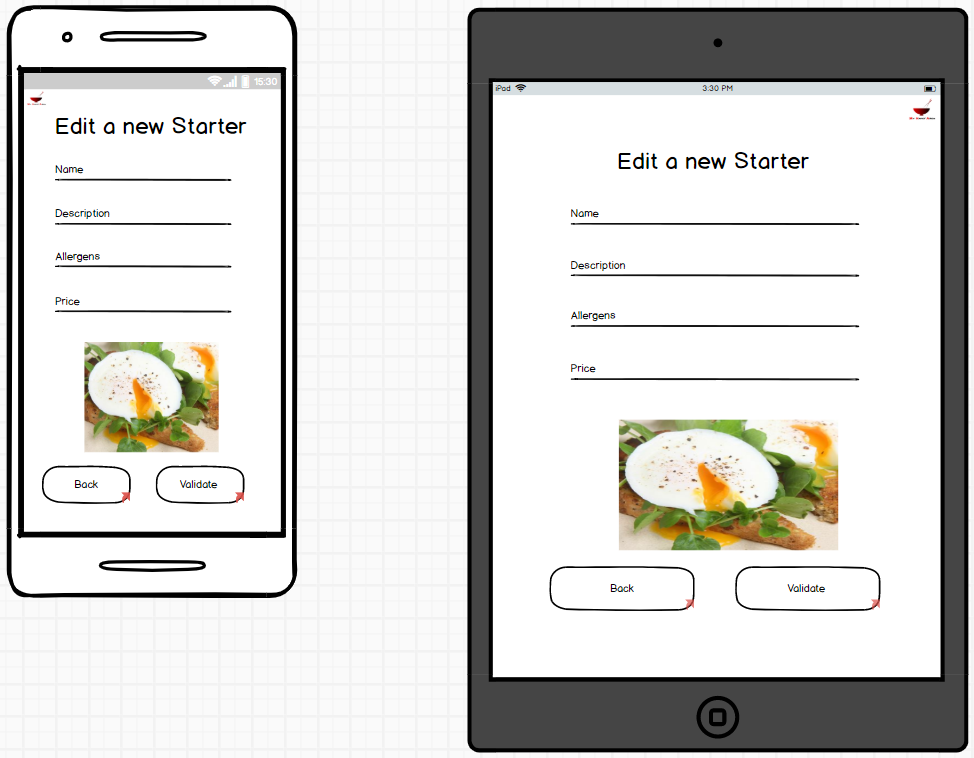 15:30
Edit a new Starter
Name
Description
Allergens
Price
Back
Validate
iPod
3:30 PM
Edit a new Starter
Name
Description
Allergens
Price
Back
Validate